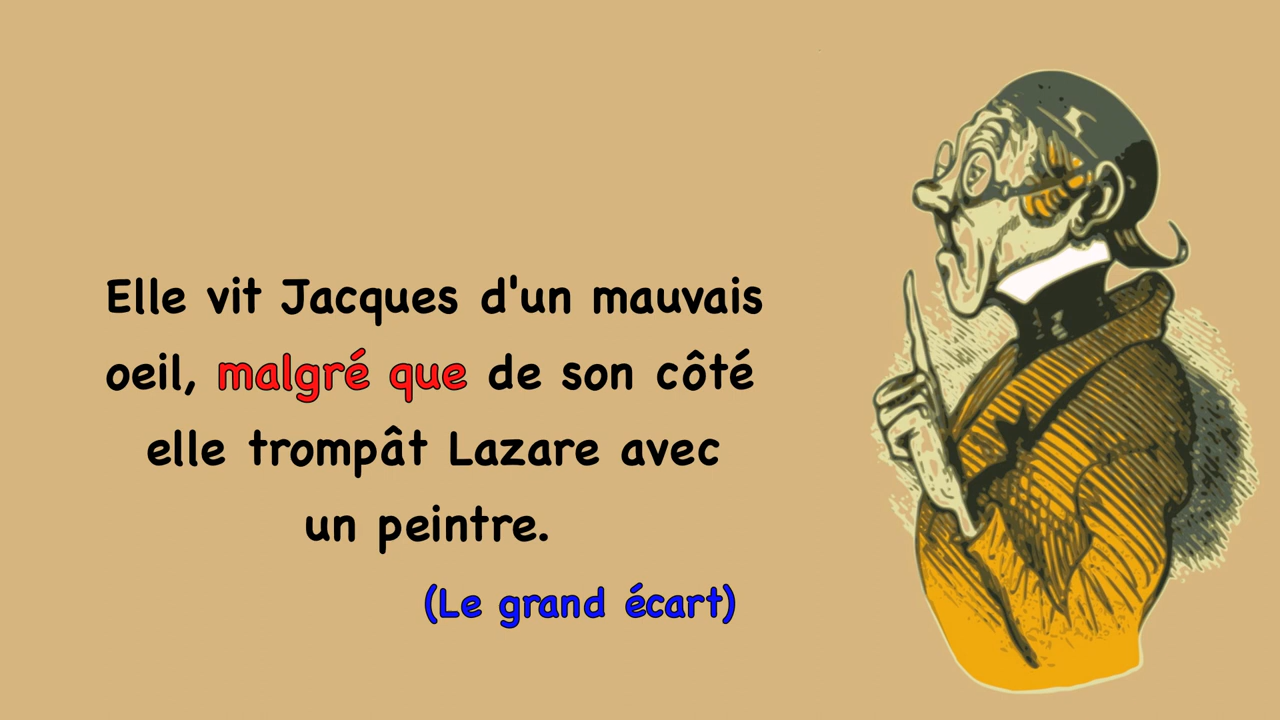 Elle vit Jacques d'un mauvais
oeil, malgré que de son côté
elle trompât Lazare avec
un peintre.
(Le grand écart)